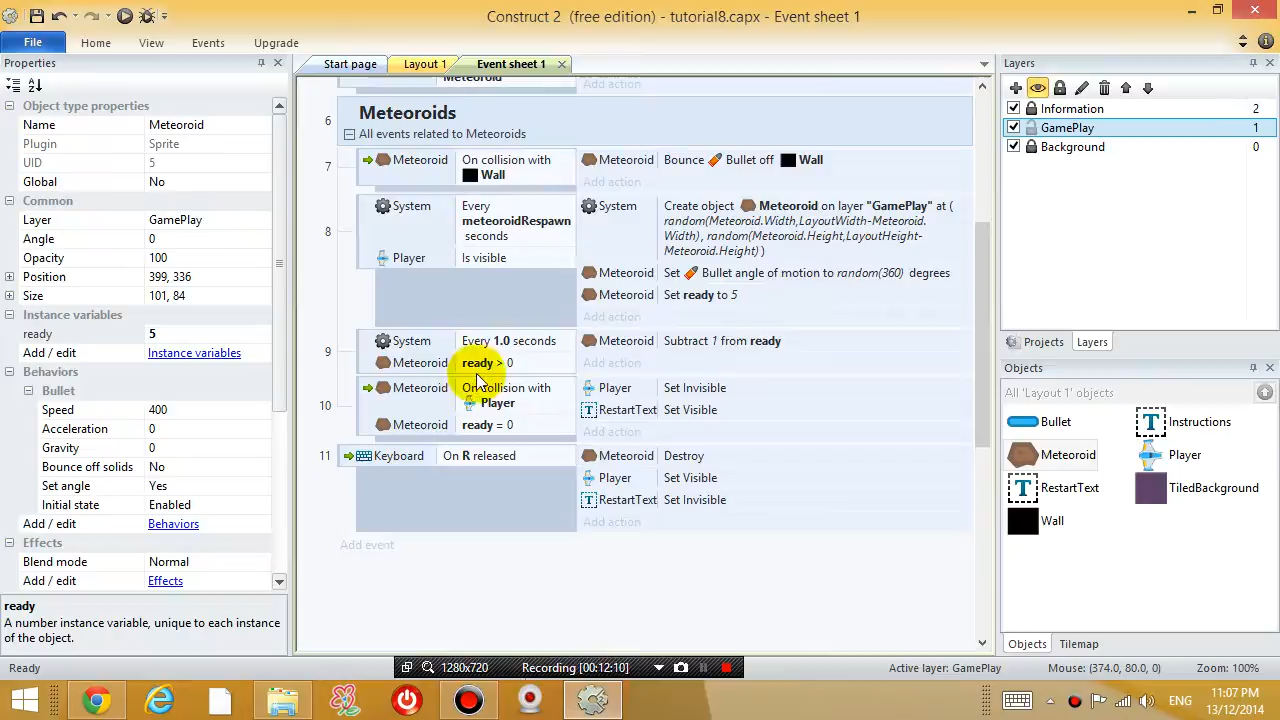 Construct 2 (free edition) - tutorial8.capx - Event sheet 1
File Home View Events Upgrade
Properties
Object type properties
Name Meteoroid
Plugin Sprite
UID 5
Global No
Common
Layer GamePlay
Angle 0
Opacity 100
Position 399, 336
Size 101, 84
Instance variables
ready 5
Add / edit Instance variables
Behaviors
Bullet
Speed 400
Acceleration 0
Gravity 0
Bounce off solids No
Set angle Yes
Initial state Enabled
Add / edit Behaviors
Effects
Blend mode Normal
Add / edit Effects
ready
A number instance variable, unique to each instance
of the object.
Start page Layout 1 Event sheet 1
Meteoroid Add action
6 Meteoroids
All events related to Meteoroids
7 Meteoroid On collision with Wall Meteoroid Bounce Bullet off Wall
Add action
8 System Every meteoroidRespawn seconds
Player Is visible
System Create object Meteoroid on layer "GamePlay" at (
random(Meteoroid.Width,LayoutWidth-Meteoroid.
Width), random(Meteoroid.Height,LayoutHeight-
Meteoroid.Height) )
Meteoroid Set Bullet angle of motion to random(360) degrees
Meteoroid Set ready to 5
Add action
9 System Every 1.0 seconds Meteoroid Subtract 1 from ready
Meteoroid ready > 0 Add action
10 Meteoroid On collision with Player
Meteoroid ready = 0
Player Set Invisible
RestartText Set Visible
Add action
11 Keyboard On R released Meteoroid Destroy
Player Set Visible
RestartText Set Invisible
Add action
Add event
Layers
Information 2
GamePlay 1
Background 0
Projects Layers
Objects
All 'Layout 1' objects
Bullet Instructions
Meteoroid Player
T RestartText TiledBackground
Wall
Objects Tilemap
Ready
1280x720 Recording [00:12:10]
Active layer: GamePlay Mouse: (374.0, 80.0, 0) Zoom: 100%
ENG
11:07 PM
13/12/2014